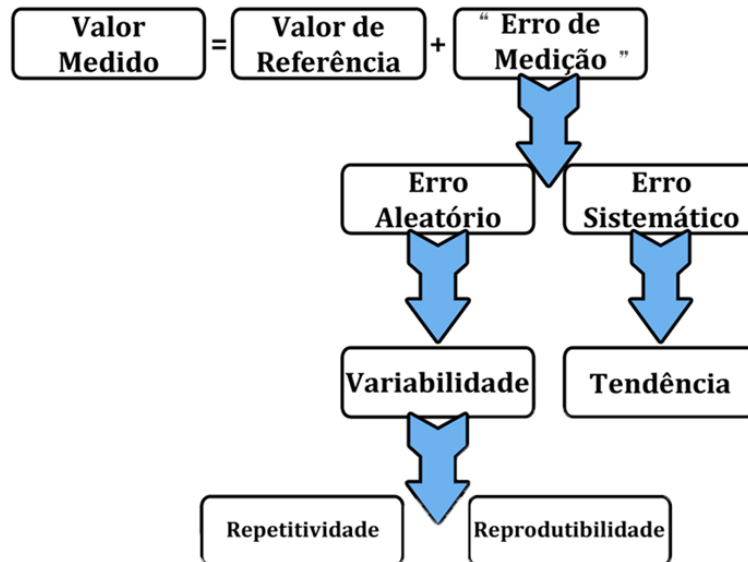 Valor
Medido
=
Valor de
Referência
+
“ Erro de
Medição ”
Erro
Aleatório
Erro
Sistemático
Variabilidade
Tendência
Repetitividade
Reprodutibilidade